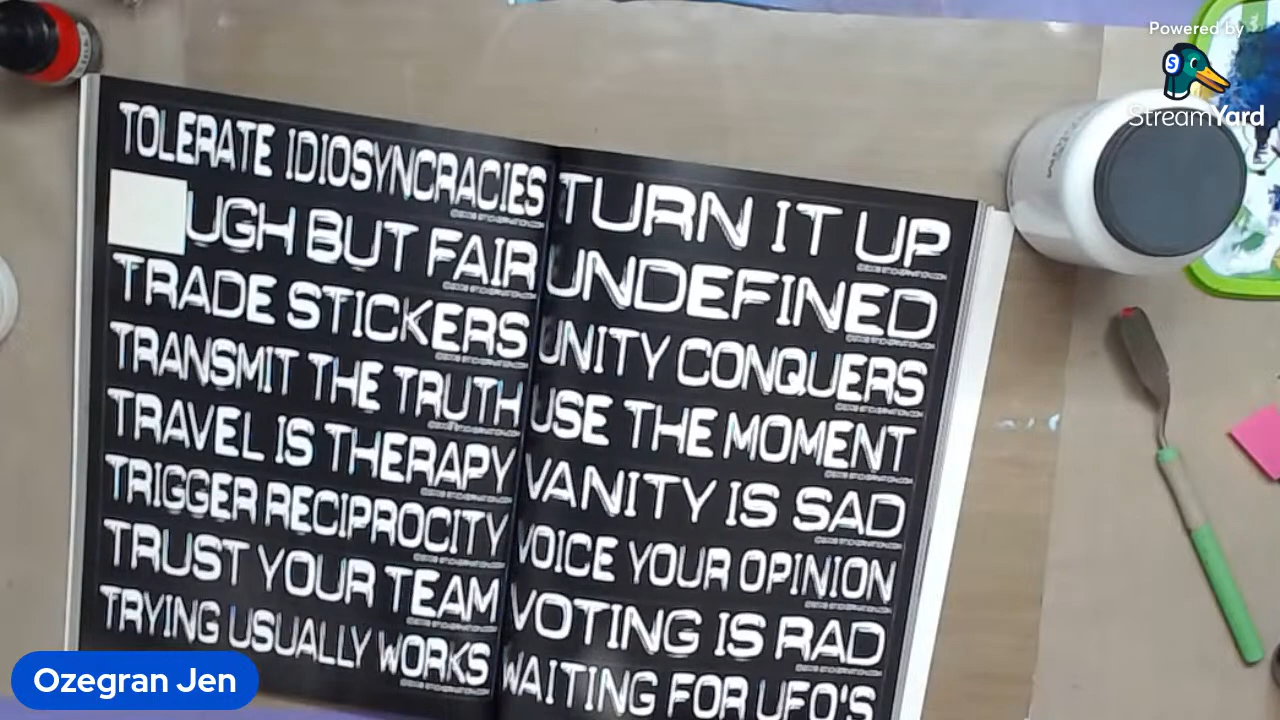 Powered by
StreamYard
TOLERATE IDIOSYNCRACIES
UGH BUT FAIR
TRADE STICKERS
TRANSMIT THE TRUTH
TRAVEL IS THERAPY
TRIGGER RECIPROCITY
TRUST YOUR TEAM
TRYING USUALLY WORKS
TURN IT UP
UNDEFINED
UNITY CONQUERS
USE THE MOMENT
VANITY IS SAD
VOICE YOUR OPINION
VOTING IS RAD
WAITING FOR UFO'S
Ozegran Jen